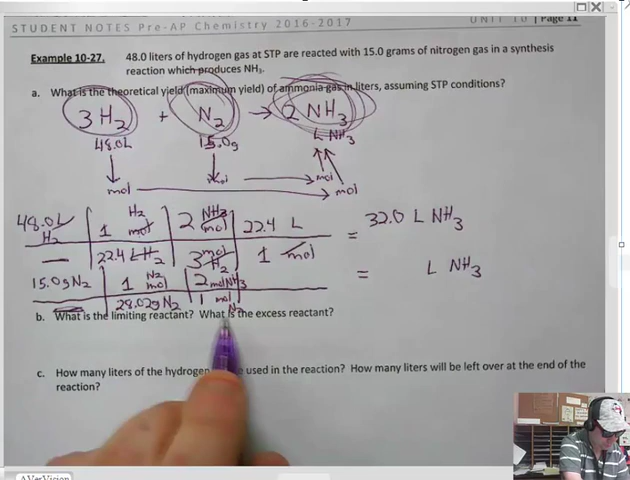 STUDENT NOTES Pre-AP Chemistry 2016-2017 UNIT 10 | Page 11
Example 10-27. 48.0 liters of hydrogen gas at STP are reacted with 15.0 grams of nitrogen gas in a synthesis
reaction which produces NH₃.
a. What is the theoretical yield (maximum yield) of ammonia gas in liters, assuming STP conditions?
3H₂ + N₂ → 2NH₃
48.0L 15.0g L NH₃
mol mol mol
mol
48.0L H₂ | 1 mol H₂ | 2 mol NH₃ | 22.4 L = 32.0 L NH₃
22.4 L H₂ | 3 mol H₂ | 1 mol
15.0g N₂ | 1 mol N₂ | 2 mol NH₃ = L NH₃
28.02g N₂ | 1 mol N₂
b. What is the limiting reactant? What is the excess reactant?
c. How many liters of the hydrogen used in the reaction? How many liters will be left over at the end of the
reaction?
AVerVision